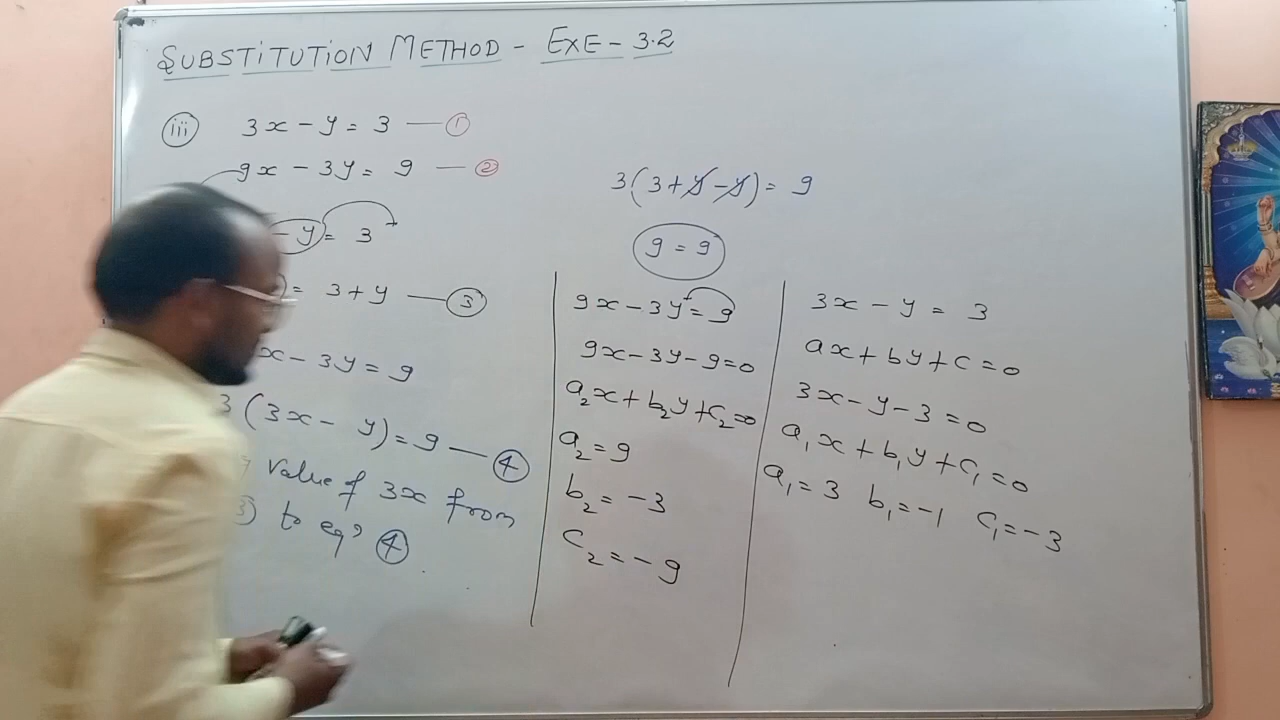 SUBSTITUTION METHOD - EXE - 3.2
iii 3x - y = 3 — 1
9x - 3y = 9 — 2
- y = 3
= 3 + y — 3
x - 3y = 9
3(3x - y) = 9 — 4
value of 3x from
3) to eqⁿ 4
3(3 + y - y) = 9
9 = 9
9x - 3y = 9
9x - 3y - 9 = 0
a₂x + b₂y + c₂ = 0
a₂ = 9
b₂ = -3
c₂ = -9
3x - y = 3
ax + by + c = 0
3x - y - 3 = 0
a₁x + b₁y + c₁ = 0
a₁ = 3 b₁ = -1 c₁ = -3